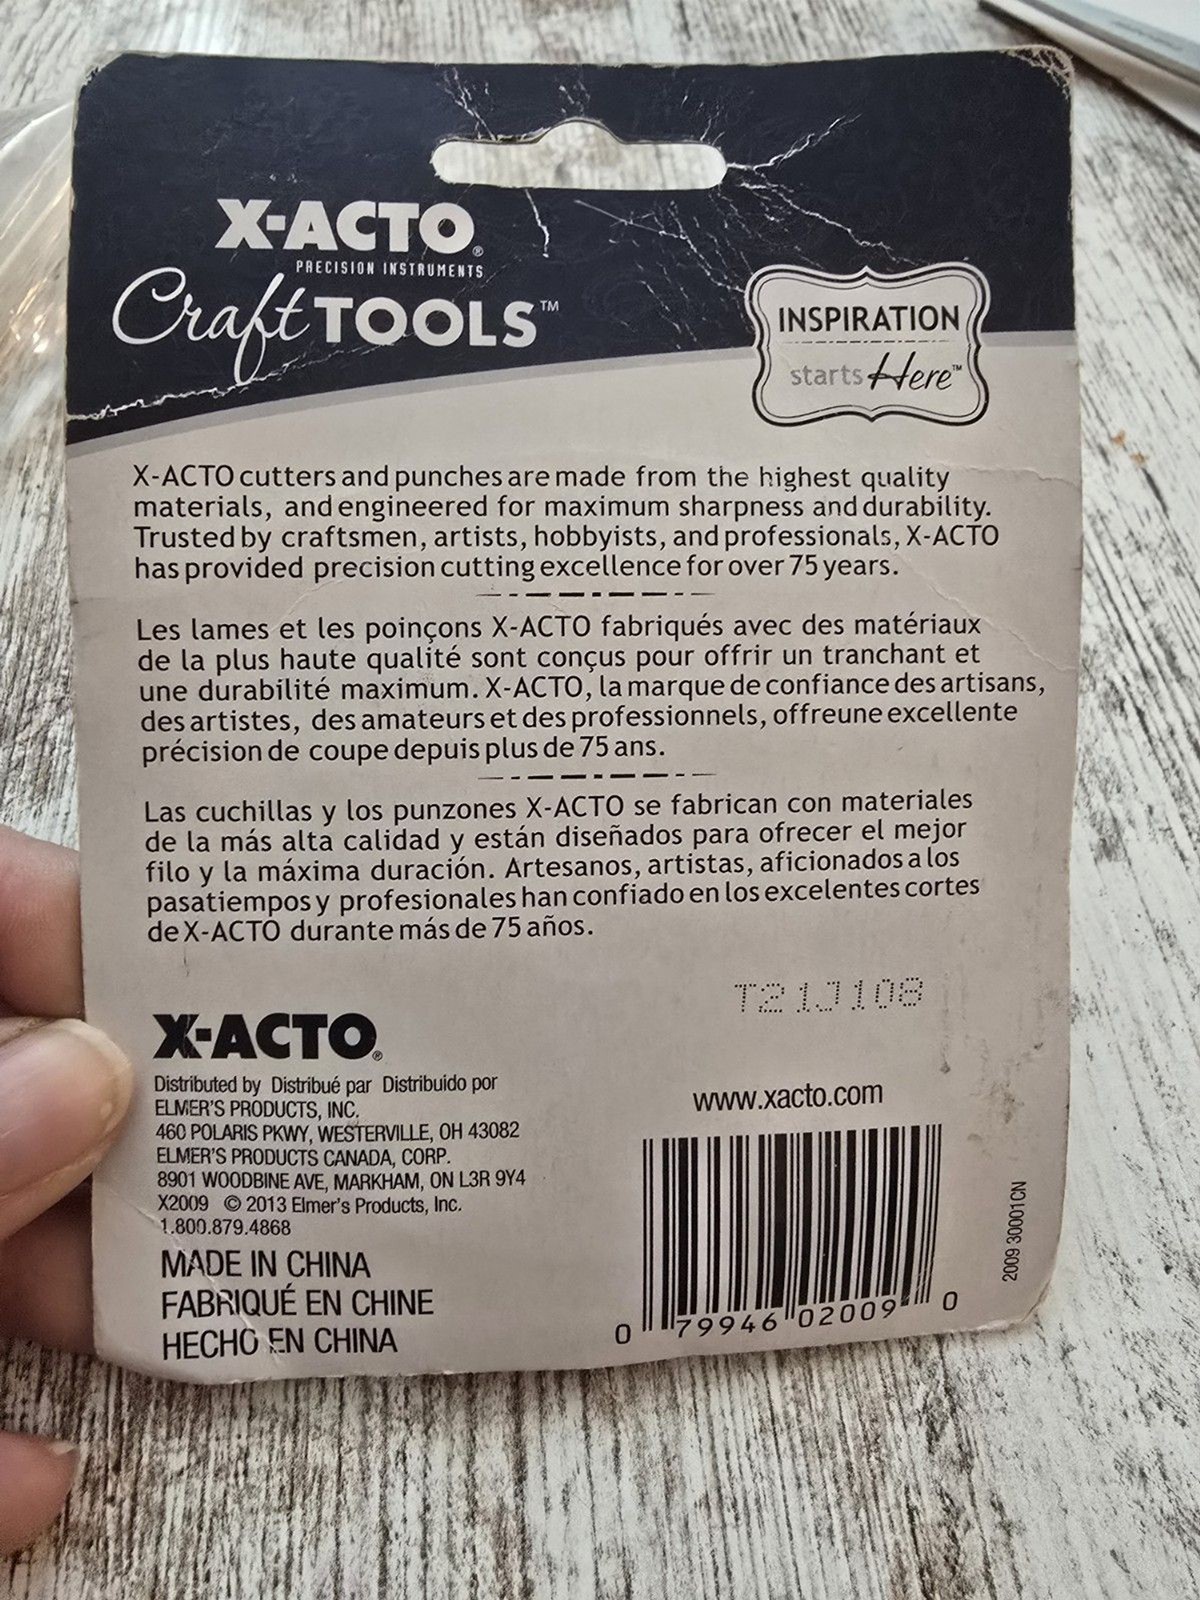 X-ACTO®
PRECISION INSTRUMENTS
Craft TOOLS™
INSPIRATION
starts Here™
X-ACTO cutters and punches are made from the highest quality
materials, and engineered for maximum sharpness and durability.
Trusted by craftsmen, artists, hobbyists, and professionals, X-ACTO
has provided precision cutting excellence for over 75 years.
Les lames et les poinçons X-ACTO fabriqués avec des matériaux
de la plus haute qualité sont conçus pour offrir un tranchant et
une durabilité maximum. X-ACTO, la marque de confiance des artisans,
des artistes, des amateurs et des professionnels, offreune excellente
précision de coupe depuis plus de 75 ans.
Las cuchillas y los punzones X-ACTO se fabrican con materiales
de la más alta calidad y están diseñados para ofrecer el mejor
filo y la máxima duración. Artesanos, artistas, aficionados a los
pasatiempos y profesionales han confiado en los excelentes cortes
de X-ACTO durante más de 75 años.
T21J108
X-ACTO®
Distributed by Distribué par Distribuido por
ELMER'S PRODUCTS, INC.
460 POLARIS PKWY, WESTERVILLE, OH 43082
ELMER'S PRODUCTS CANADA, CORP.
8901 WOODBINE AVE, MARKHAM, ON L3R 9Y4
X2009 © 2013 Elmer's Products, Inc.
1.800.879.4868
MADE IN CHINA
FABRIQUÉ EN CHINE
HECHO EN CHINA
www.xacto.com
0 79946 02009 0
2009 30001CN